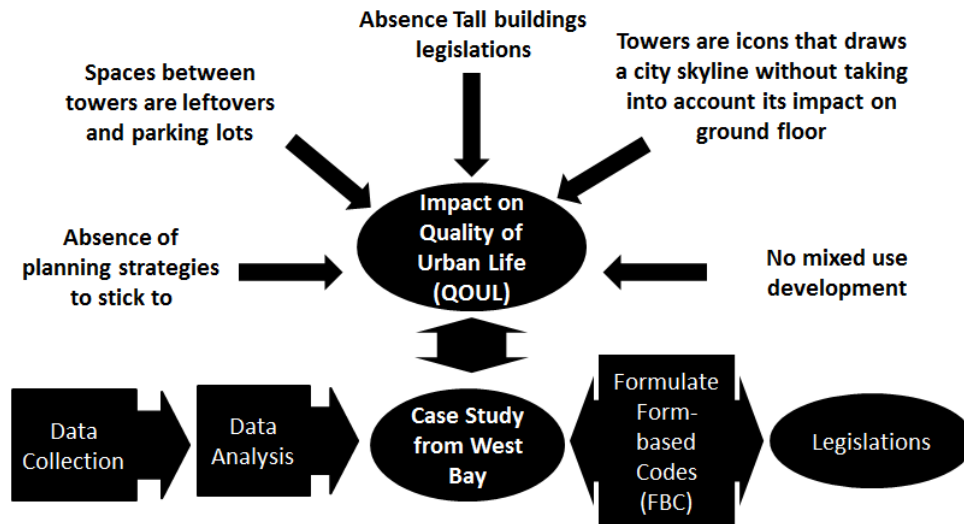 Absence Tall buildings
legislations
Towers are icons that draws
a city skyline without taking
into account its impact on
ground floor
Spaces between
towers are leftovers
and parking lots
Impact on
Quality of
Urban Life
(QOUL)
Absence of
planning strategies
to stick to
No mixed use
development
Data
Collection
Data
Analysis
Case Study
from West
Bay
Formulate
Form-
based
Codes
(FBC)
Legislations